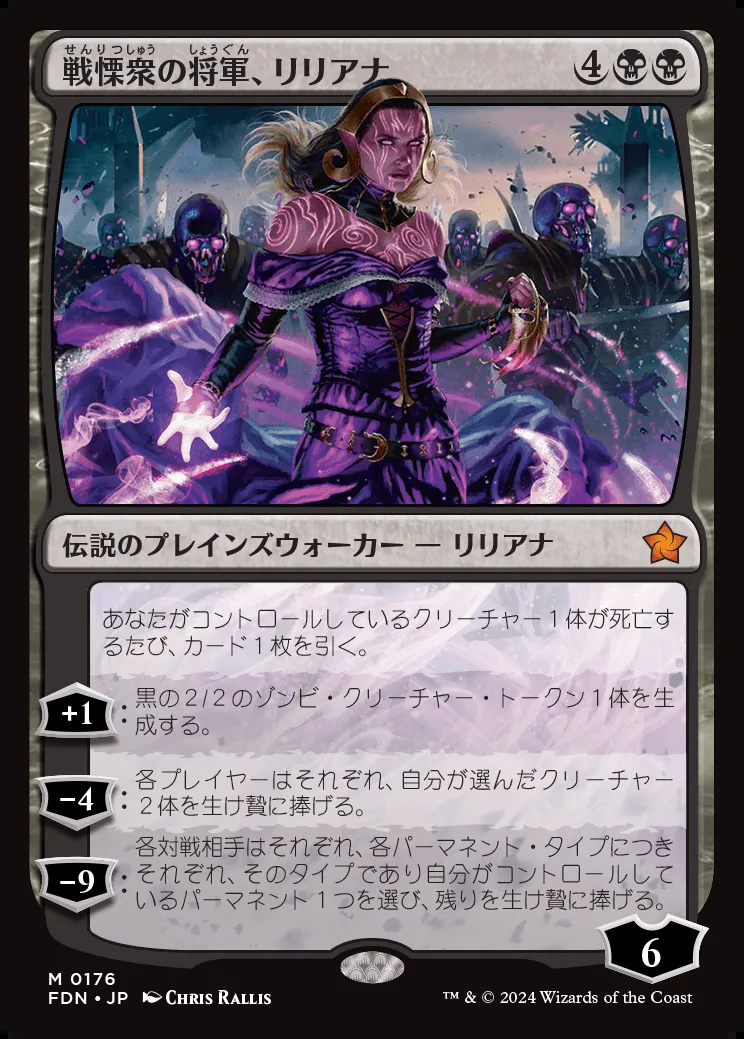 せんりつしゅう しょうぐん
戦慄衆の将軍、リリアナ 4
伝説のプレインズウォーカー ― リリアナ
あなたがコントロールしているクリーチャー1体が死亡す
るたび、カード1枚を引く。
+1 : 黒の2/2のゾンビ・クリーチャー・トークン1体を生
成する。
-4 : 各プレイヤーはそれぞれ、自分が選んだクリーチャー
2体を生け贄に捧げる。
各対戦相手はそれぞれ、各パーマネント・タイプにつき
-9 : それぞれ、そのタイプであり自分がコントロールして
いるパーマネント1つを選び、残りを生け贄に捧げる。
6
M 0176
FDN • JP CHRIS RALLIS
™ & © 2024 Wizards of the Coast